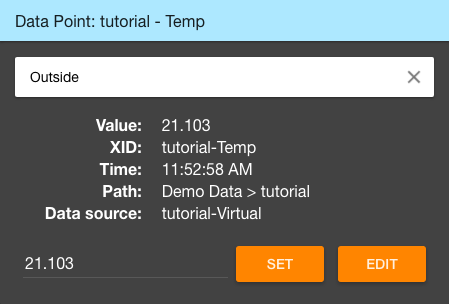 Data Point: tutorial - Temp
Outside
Value: 21.103
XID: tutorial-Temp
Time: 11:52:58 AM
Path: Demo Data > tutorial
Data source: tutorial-Virtual
21.103 SET EDIT